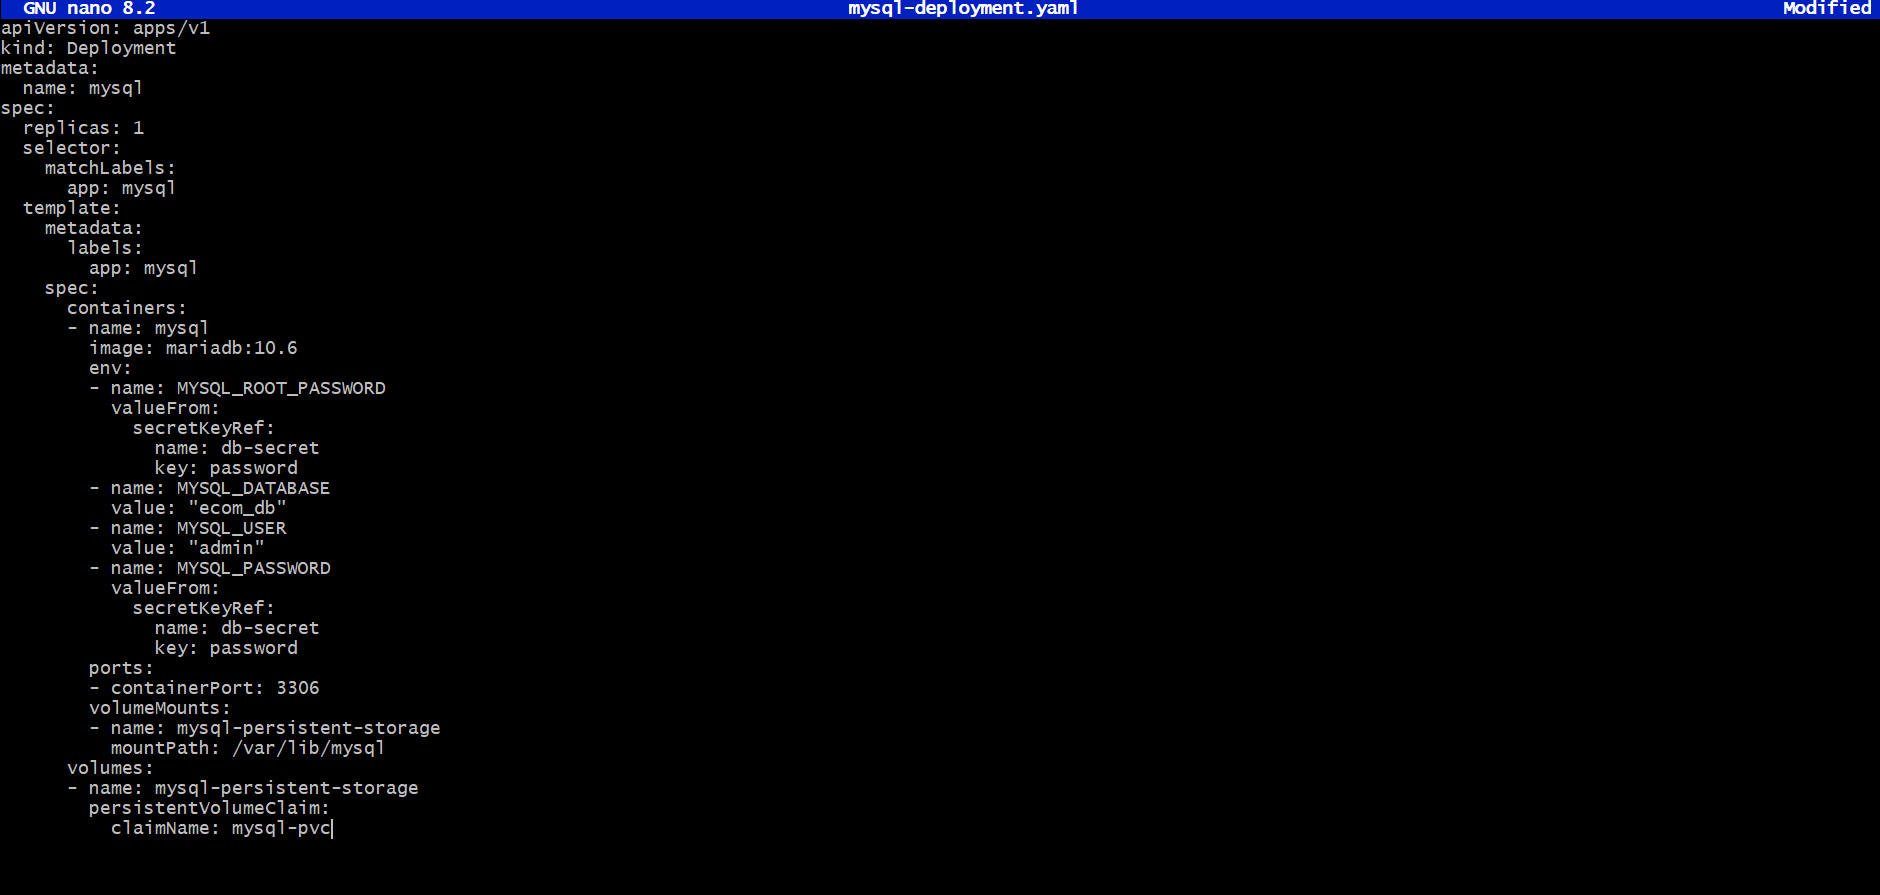 GNU nano 8.2 mysql-deployment.yaml Modified
apiVersion: apps/v1
kind: Deployment
metadata:
  name: mysql
spec:
  replicas: 1
  selector:
    matchLabels:
      app: mysql
  template:
    metadata:
      labels:
        app: mysql
    spec:
      containers:
      - name: mysql
        image: mariadb:10.6
        env:
        - name: MYSQL_ROOT_PASSWORD
          valueFrom:
            secretKeyRef:
              name: db-secret
              key: password
        - name: MYSQL_DATABASE
          value: "ecom_db"
        - name: MYSQL_USER
          value: "admin"
        - name: MYSQL_PASSWORD
          valueFrom:
            secretKeyRef:
              name: db-secret
              key: password
        ports:
        - containerPort: 3306
        volumeMounts:
        - name: mysql-persistent-storage
          mountPath: /var/lib/mysql
      volumes:
      - name: mysql-persistent-storage
        persistentVolumeClaim:
          claimName: mysql-pvc